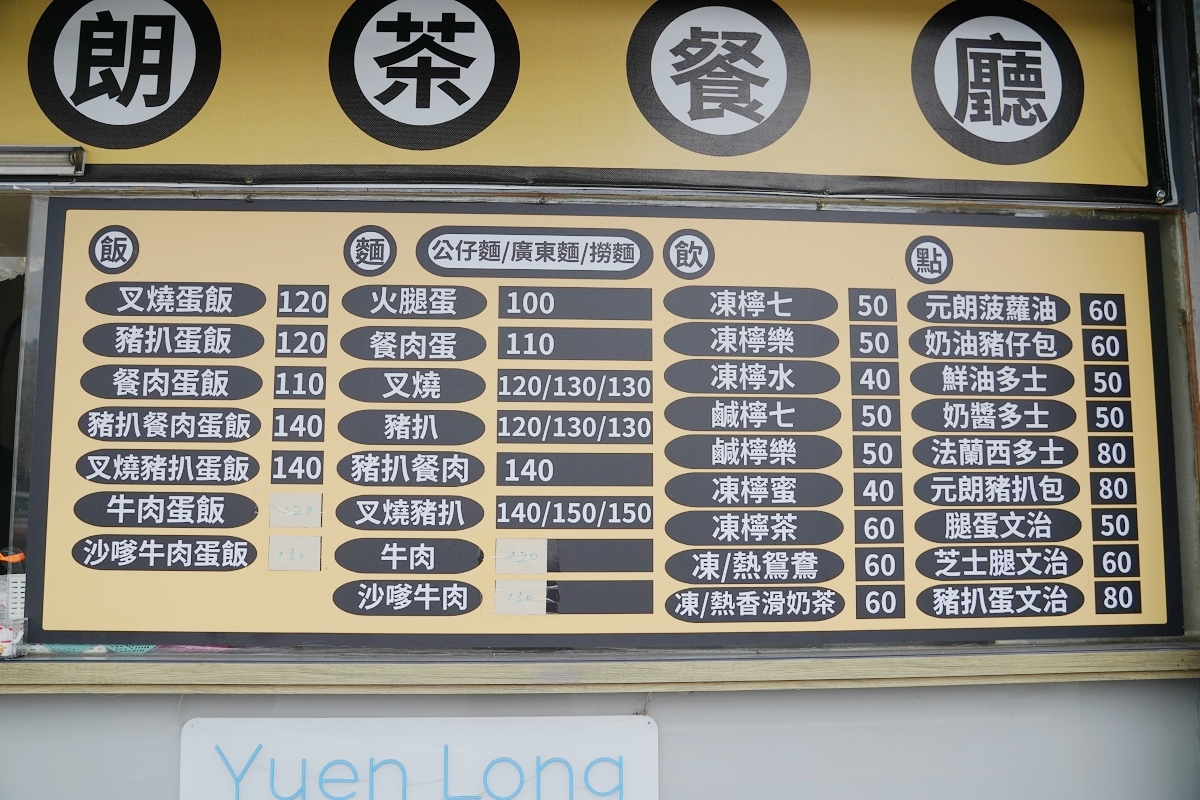 朗茶餐廳
飯
叉燒蛋飯 120
豬扒蛋飯 120
餐肉蛋飯 110
豬扒餐肉蛋飯 140
叉燒豬扒蛋飯 140
牛肉蛋飯 120
沙嗲牛肉蛋飯 130
麵 公仔麵/廣東麵/撈麵
火腿蛋 100
餐肉蛋 110
叉燒 120/130/130
豬扒 120/130/130
豬扒餐肉 140
叉燒豬扒 140/150/150
牛肉 120
沙嗲牛肉 130
飲
凍檸七 50
凍檸樂 50
凍檸水 40
鹹檸七 50
鹹檸樂 50
凍檸蜜 40
凍檸茶 60
凍/熱鴛鴦 60
凍/熱香滑奶茶 60
點
元朗菠蘿油 60
奶油豬仔包 60
鮮油多士 50
奶醬多士 50
法蘭西多士 80
元朗豬扒包 80
腿蛋文治 50
芝士腿文治 60
豬扒蛋文治 80
Yuen Long